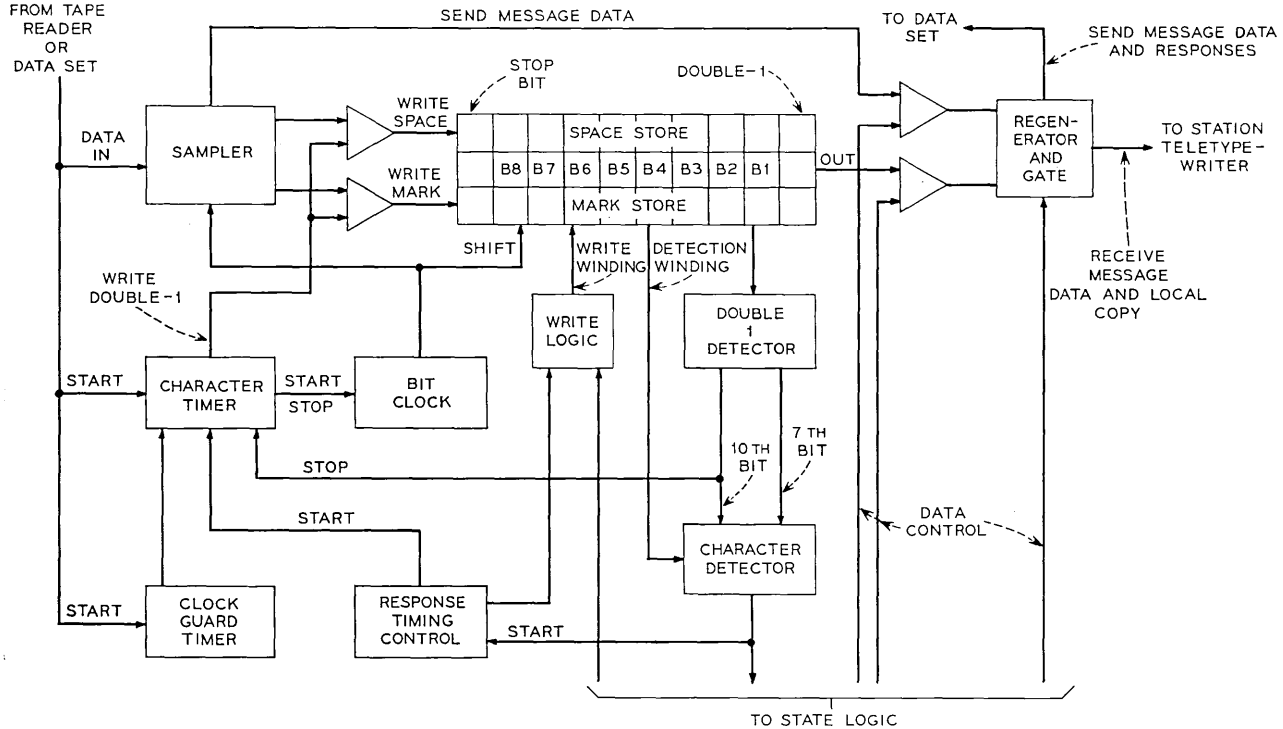 FROM TAPE
READER
OR
DATA SET
SEND MESSAGE DATA
TO DATA
SET
SEND MESSAGE DATA
AND RESPONSES
STOP
BIT
DOUBLE-1
DATA
IN
SAMPLER
WRITE
SPACE
WRITE
MARK
SPACE STORE
B8 B7 B6 B5 B4 B3 B2 B1
MARK STORE
OUT
REGEN-
ERATOR
AND
GATE
TO STATION
TELETYPE-
WRITER
SHIFT
WRITE
WINDING
DETECTION
WINDING
RECEIVE
MESSAGE
DATA AND LOCAL
COPY
WRITE
DOUBLE-1
WRITE
LOGIC
DOUBLE
1
DETECTOR
START
CHARACTER
TIMER
START
STOP
BIT
CLOCK
10 TH
BIT
7 TH
BIT
STOP
START
DATA
CONTROL
CHARACTER
DETECTOR
START
CLOCK
GUARD
TIMER
RESPONSE
TIMING
CONTROL
START
TO STATE LOGIC